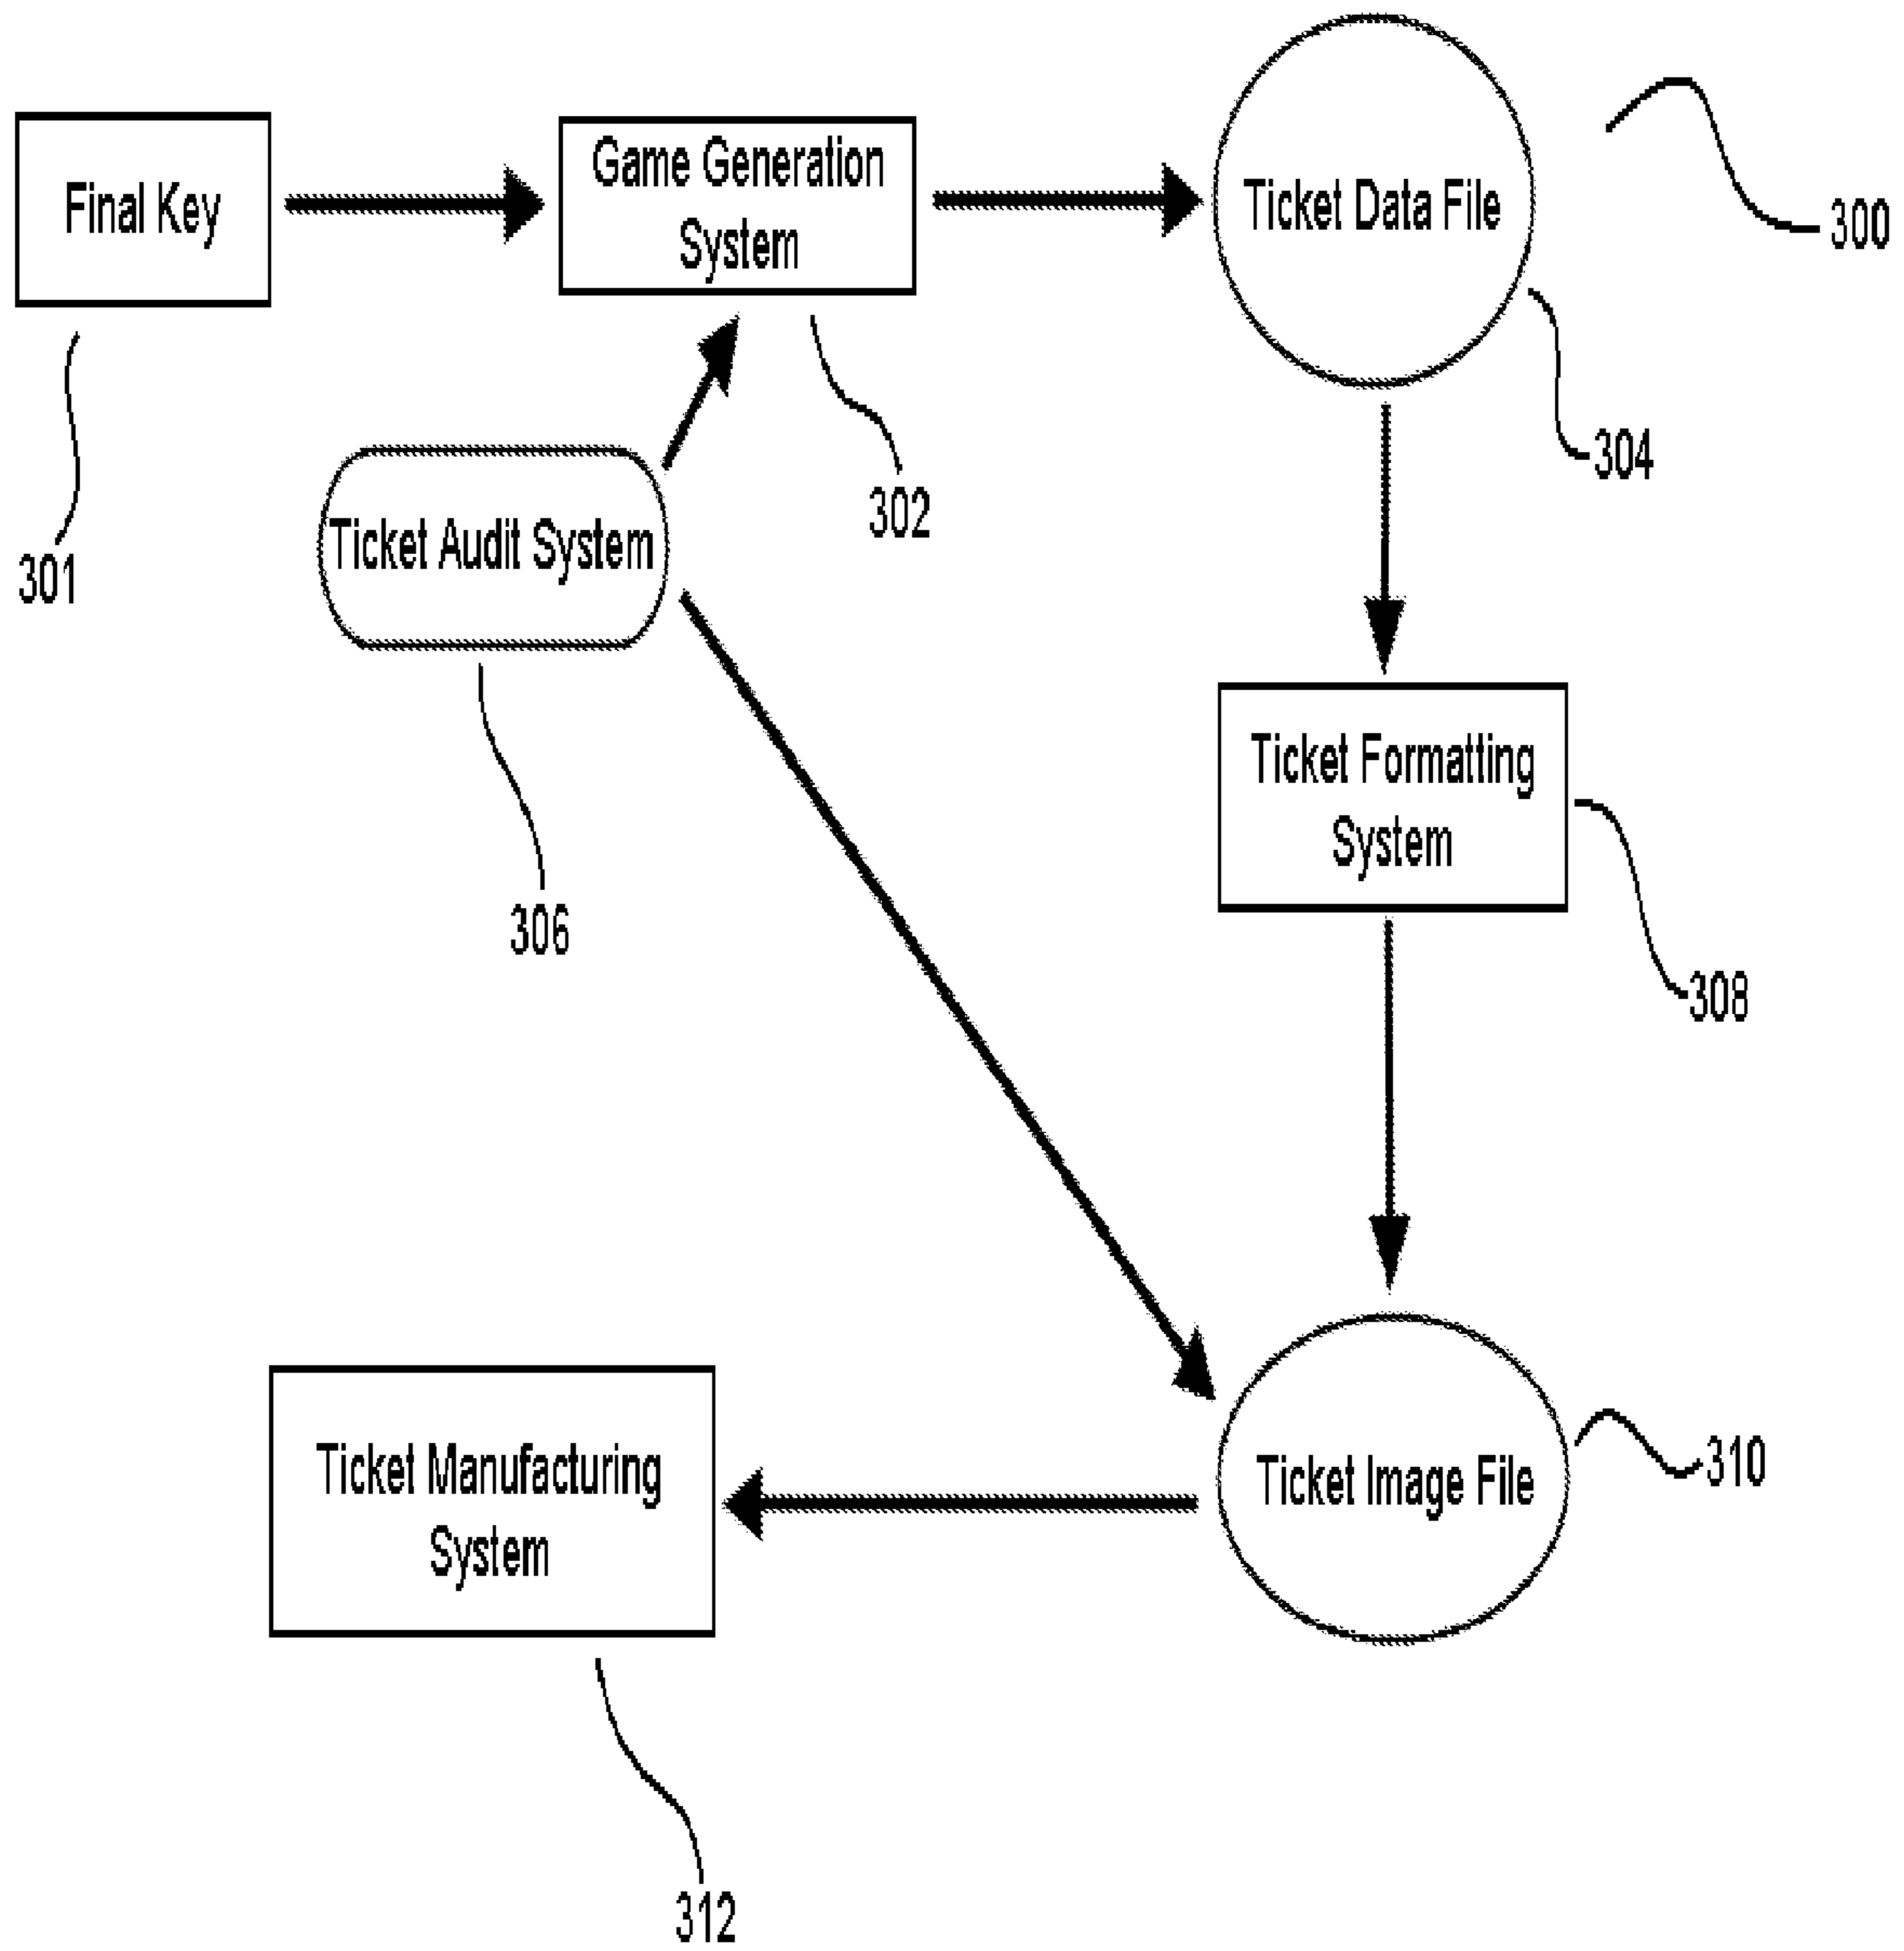 Final Key
Game Generation
System
Ticket Data File
300
304
302
Ticket Audit System
301
Ticket Formatting
System
306
308
Ticket Manufacturing
System
Ticket Image File
310
312